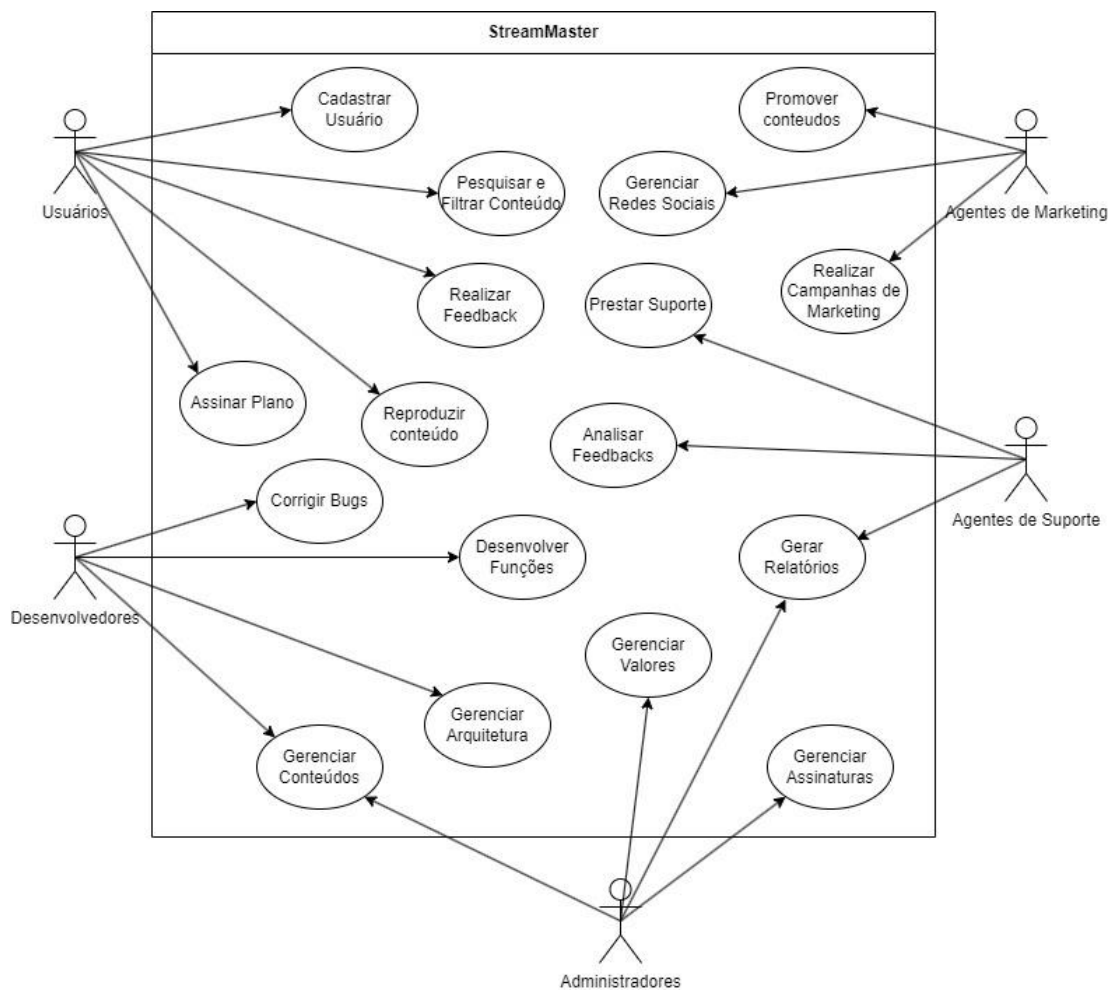 StreamMaster
Cadastrar
Usuário
Promover
conteudos
Usuários
Pesquisar e
Filtrar Conteúdo
Gerenciar
Redes Sociais
Agentes de Marketing
Realizar
Feedback
Prestar Suporte
Realizar
Campanhas de
Marketing
Assinar Plano
Reproduzir
conteúdo
Analisar
Feedbacks
Corrigir Bugs
Agentes de Suporte
Desenvolver
Funções
Gerar
Relatórios
Desenvolvedores
Gerenciar
Valores
Gerenciar
Arquitetura
Gerenciar
Conteúdos
Gerenciar
Assinaturas
Administradores